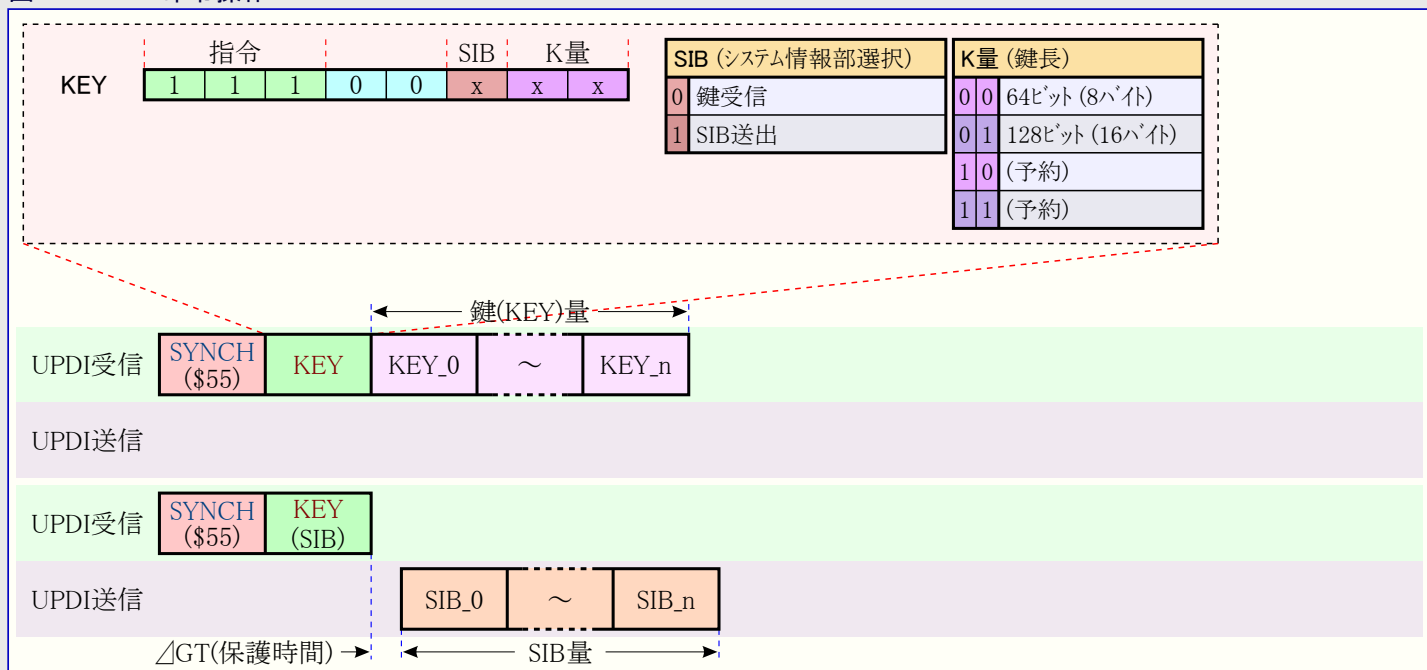 指令 SIB K量
KEY 1 1 1 0 0 x x x
SIB (システム情報部選択)
0 鍵受信
1 SIB送出
K量 (鍵長)
0 0 64ビット (8バイト)
0 1 128ビット (16バイト)
1 0 (予約)
1 1 (予約)
鍵(KEY)量
UPDI受信 SYNCH ($55) KEY KEY_0 ～ KEY_n
UPDI送信
UPDI受信 SYNCH ($55) KEY (SIB)
UPDI送信 SIB_0 ～ SIB_n
⊿GT(保護時間) SIB量